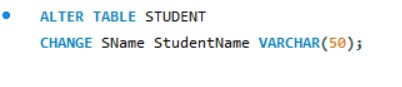 ALTER TABLE STUDENT
CHANGE SName StudentName VARCHAR(50);